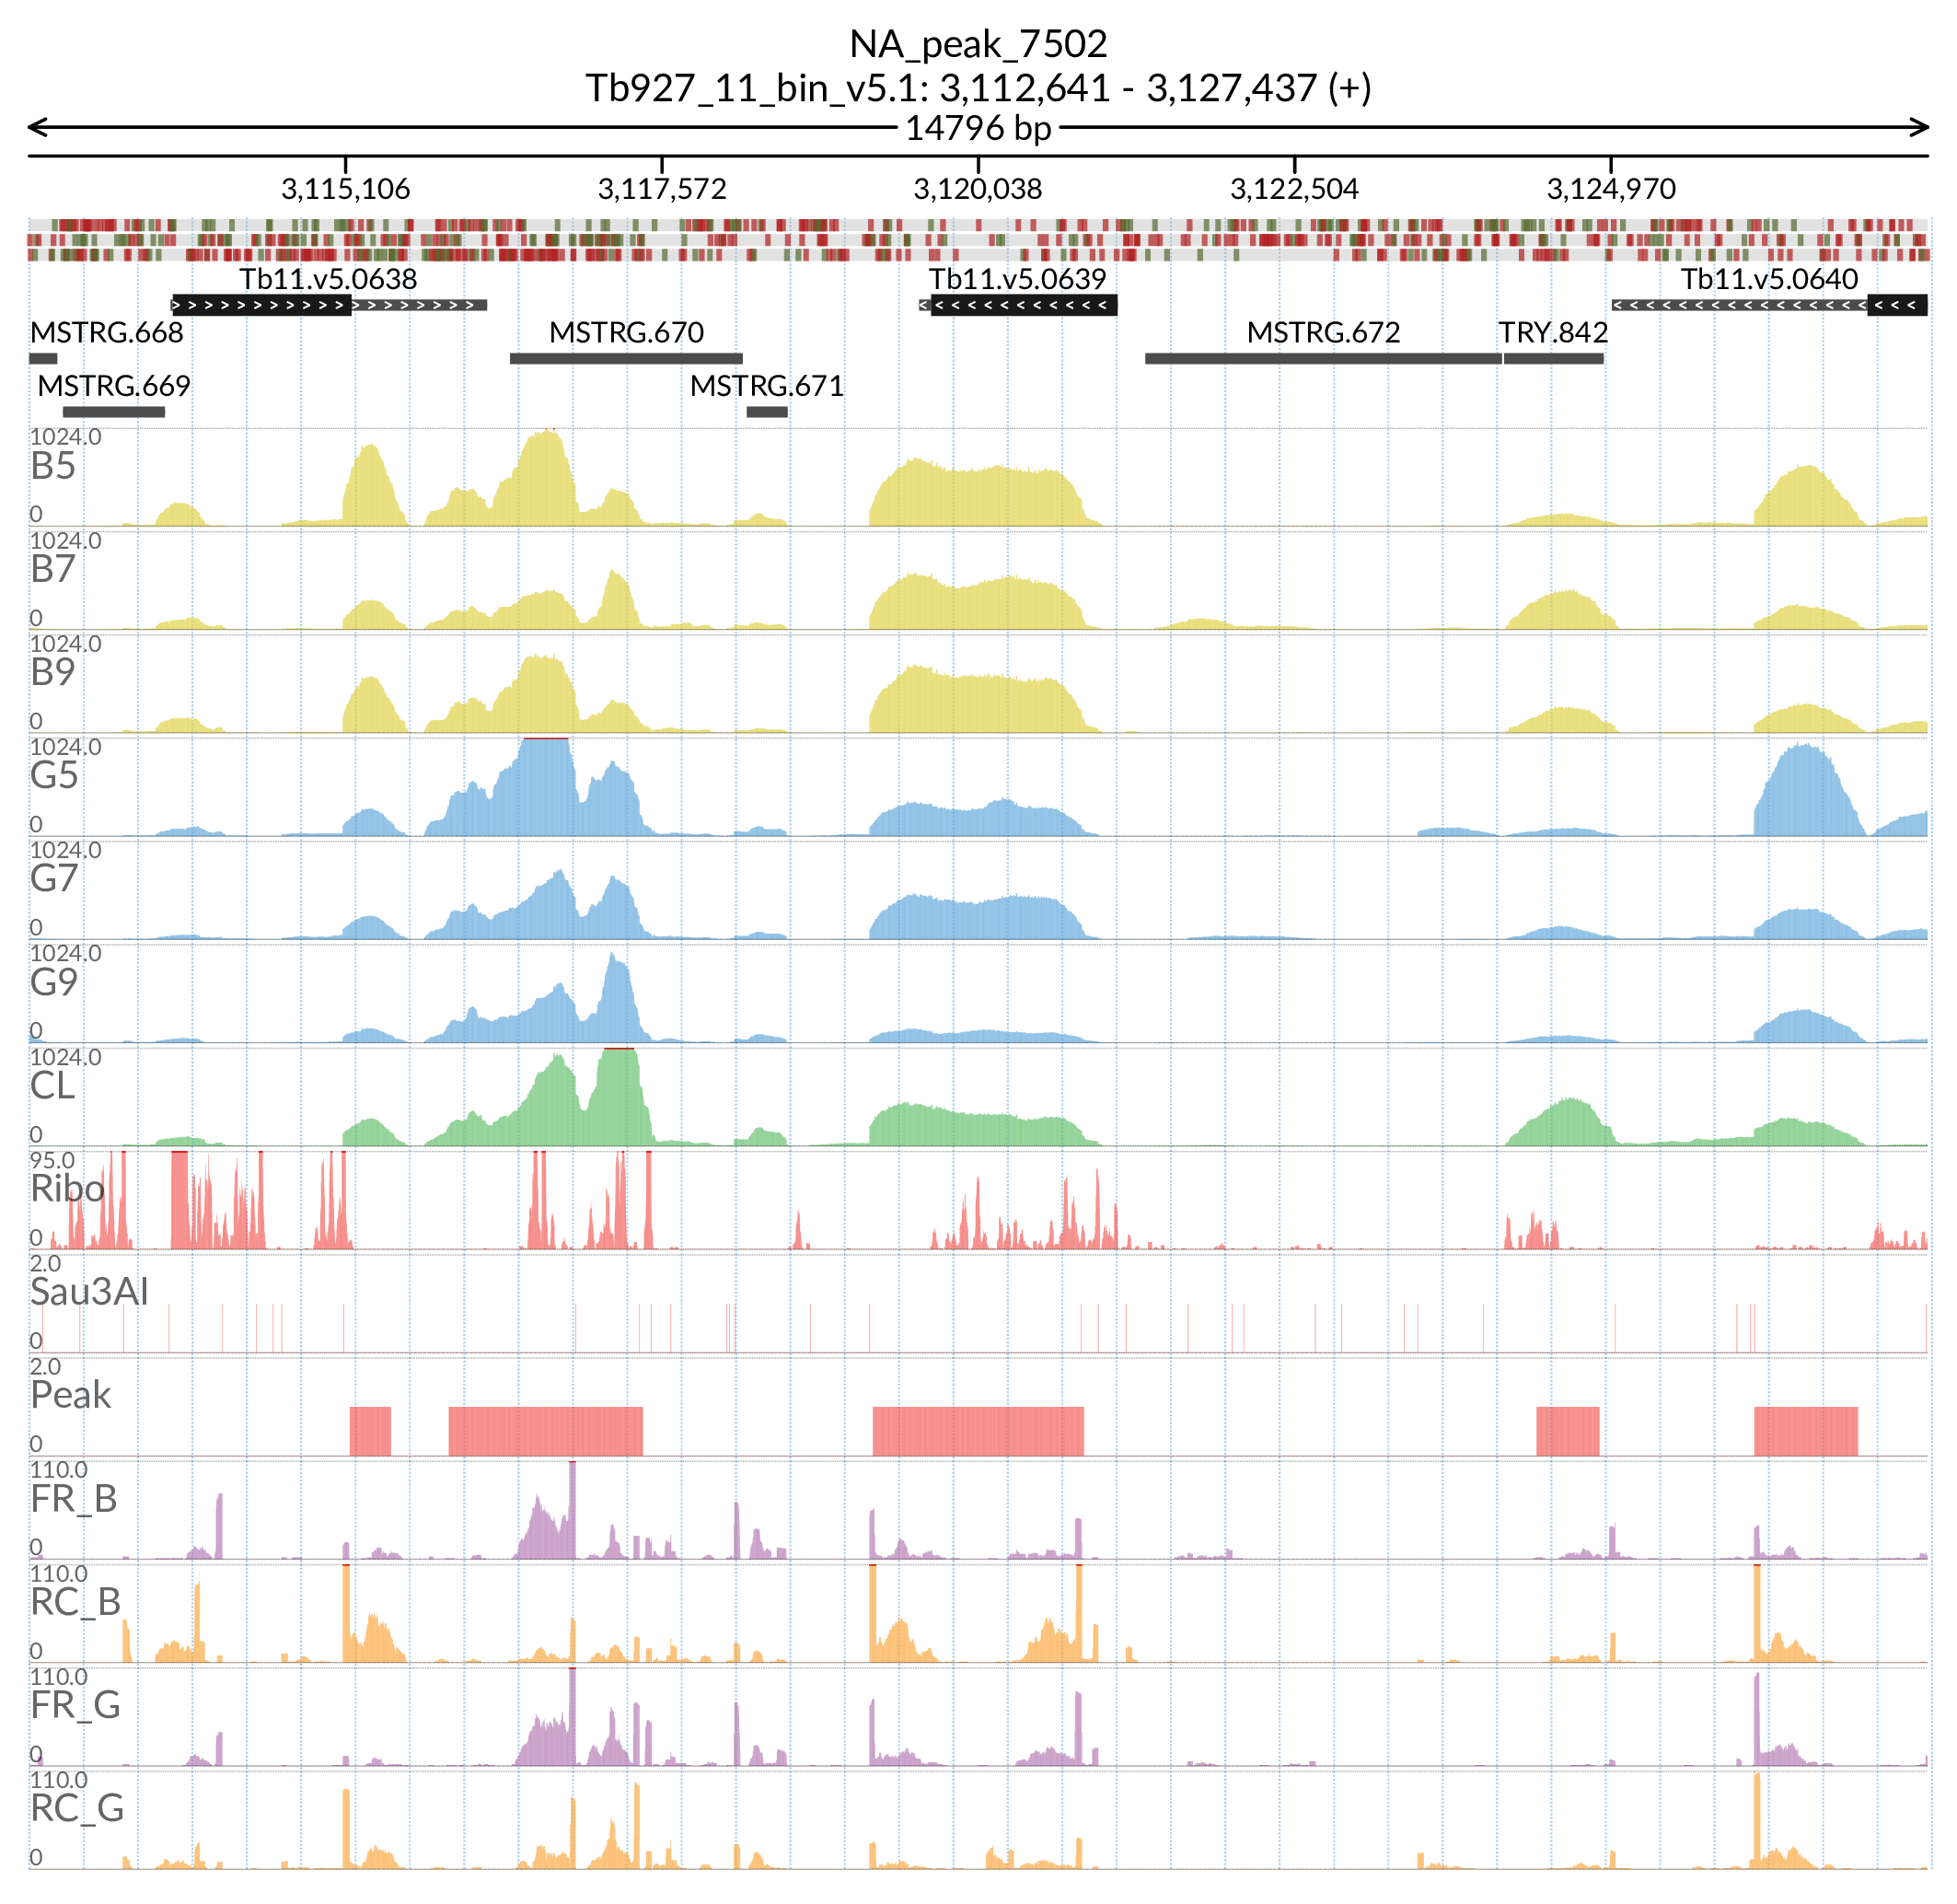 NA_peak_7502
Tb927_11_bin_v5.1: 3,112,641 - 3,127,437 (+)
14796 bp
3,115,106 3,117,572 3,120,038 3,122,504 3,124,970
Tb11.v5.0638 Tb11.v5.0639 Tb11.v5.0640
MSTRG.668 MSTRG.670 MSTRG.672 TRY.842
MSTRG.669 MSTRG.671
1024.0
B5
0
1024.0
B7
0
1024.0
B9
0
1024.0
G5
0
1024.0
G7
0
1024.0
G9
0
1024.0
CL
0
95.0
Ribo
0
2.0
Sau3AI
0
2.0
Peak
0
110.0
FR_B
0
110.0
RC_B
0
110.0
FR_G
0
110.0
RC_G
0